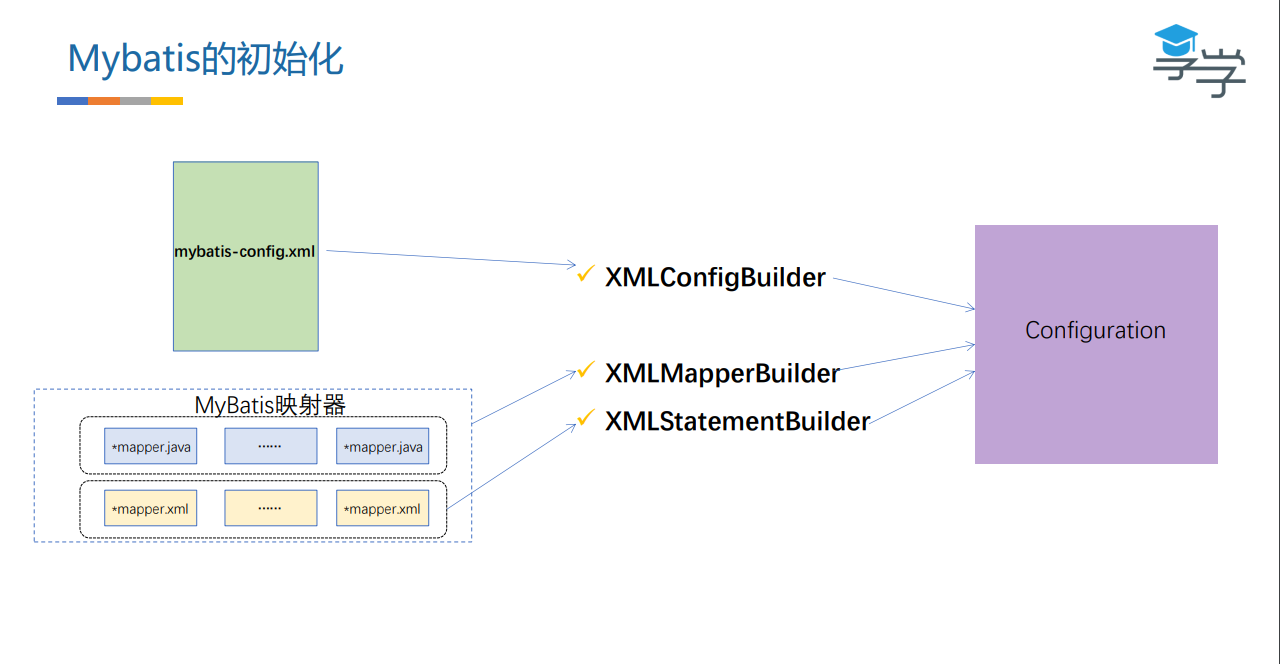 Mybatis的初始化
享学
mybatis-config.xml
XMLConfigBuilder
Configuration
XMLMapperBuilder
XMLStatementBuilder
MyBatis映射器
*mapper.java
……
*mapper.java
*mapper.xml
……
*mapper.xml